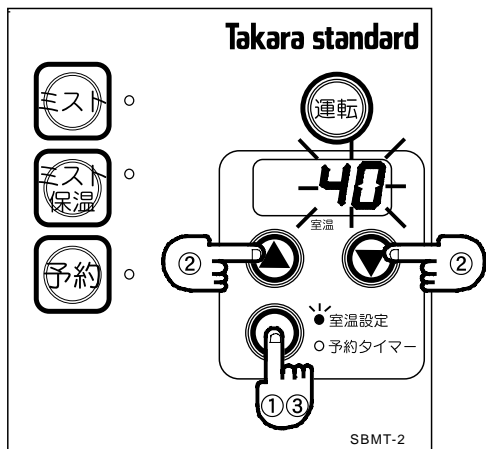 Takara standard
ミスト
運転
ミスト
保温
40
室温
② ▲ ▼ ②
予約
室温設定
予約タイマー
①③
SBMT-2